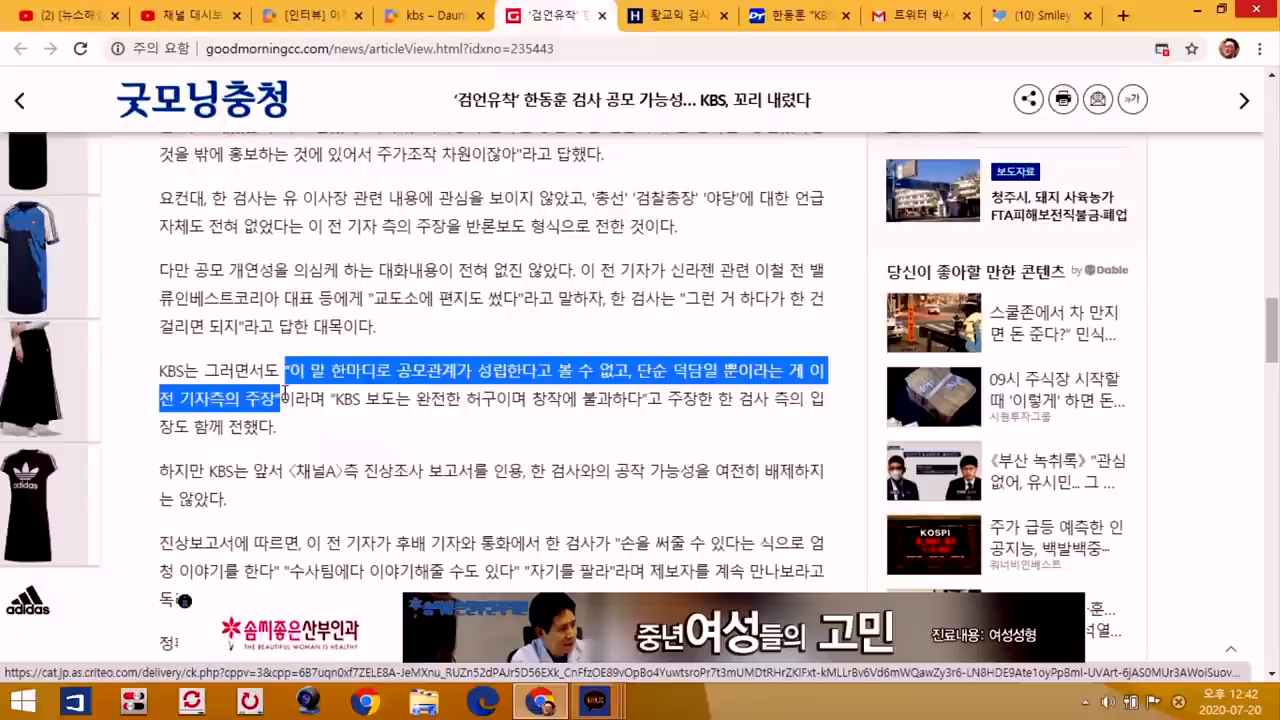 (2) [뉴스해
채널 대시보
[인터뷰] 이
kbs – Daun
'검언유착'
황교익 검사
한동훈 "KB
트위터 박시
(10) Smiley
주의 요함
goodmorningcc.com/news/articleView.html?idxno=235443
굿모닝충청
'검언유착' 한동훈 검사 공모 가능성... KBS, 꼬리 내렸다
가가
것을 밖에 홍보하는 것에 있어서 주가조작 차원이잖아"라고 답했다.
요컨대, 한 검사는 유 이사장 관련 내용에 관심을 보이지 않았고, '총선' '검찰총장' '야당'에 대한 언급
자체도 전혀 없었다는 이 전 기자 측의 주장을 반론보도 형식으로 전한 것이다.
다만 공모 개연성을 의심케 하는 대화내용이 전혀 없진 않았다. 이 전 기자가 신라젠 관련 이철 전 밸
류인베스트코리아 대표 등에게 "교도소에 편지도 썼다"라고 말하자, 한 검사는 "그런 거 하다가 한 건
걸리면 되지"라고 답한 대목이다.
KBS는 그러면서도 "이 말 한마디로 공모관계가 성립한다고 볼 수 없고, 단순 덕담일 뿐이라는 게 이
전 기자측의 주장"이라며 "KBS 보도는 완전한 허구이며 창작에 불과하다"고 주장한 한 검사 측의 입
장도 함께 전했다.
하지만 KBS는 앞서 〈채널A〉측 진상조사 보고서를 인용, 한 검사와의 공작 가능성을 여전히 배제하지
는 않았다.
진상보고서에 따르면, 이 전 기자가 후배 기자와 통화에서 한 검사가 "손을 써줄 수 있다는 식으로 엄
청 이야기를 한다" "수사팀에다 이야기해줄 수도 있다" "자기를 팔라"라며 제보자를 계속 만나보라고
보도자료
청주시, 돼지 사육농가
FTA피해보전직불금·폐업
당신이 좋아할 만한 콘텐츠 by Dable
스쿨존에서 차 만지
면 돈 준다?" 민식...
09시 주식장 시작할
때 '이렇게' 하면 돈...
시원투자그룹
《부산 녹취록》 "관심
없어, 유시민... 그 ...
KOSPI
주가 급등 예측한 인
공지능, 백발백중...
워너비인베스트
adidas
adidas
솜씨좋은산부인과
THE BEAUTIFUL WOMAN IS HEALTHY
중년여성들의 고민
진료내용: 여성성형
오후 12:42
2020-07-20